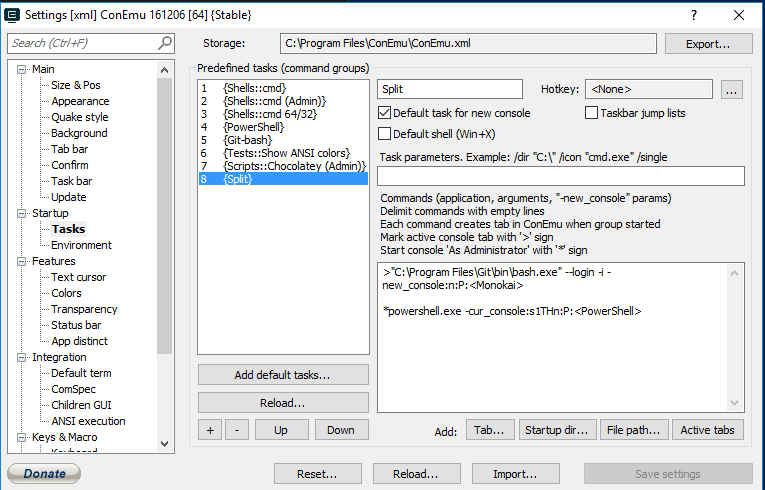 Settings [xml] ConEmu 161206 [64] {Stable}
Search (Ctrl+F)
Storage:
C:\Program Files\ConEmu\ConEmu.xml
Export...
Main
Size & Pos
Appearance
Quake style
Background
Tab bar
Confirm
Task bar
Update
Startup
Tasks
Environment
Features
Text cursor
Colors
Transparency
Status bar
App distinct
Integration
Default term
ComSpec
Children GUI
ANSI execution
Keys & Macro
Predefined tasks (command groups)
1 {Shells::cmd}
2 {Shells::cmd (Admin)}
3 {Shells::cmd 64/32}
4 {PowerShell}
5 {Git-bash}
6 {Tests::Show ANSI colors}
7 {Scripts::Chocolatey (Admin)}
8 {Split}
Add default tasks...
Reload...
+ - Up Down
Split
Hotkey: <None> ...
Default task for new console
Taskbar jump lists
Default shell (Win+X)
Task parameters. Example: /dir "C:\" /icon "cmd.exe" /single
Commands (application, arguments, "-new_console" params)
Delimit commands with empty lines
Each command creates tab in ConEmu when group started
Mark active console tab with '>' sign
Start console 'As Administrator' with '*' sign
>"C:\Program Files\Git\bin\bash.exe" --login -i -
new_console:n:P:<Monokai>
*powershell.exe -cur_console:s1THn:P:<PowerShell>
Add: Tab... Startup dir... File path... Active tabs
Donate
Reset... Reload... Import... Save settings